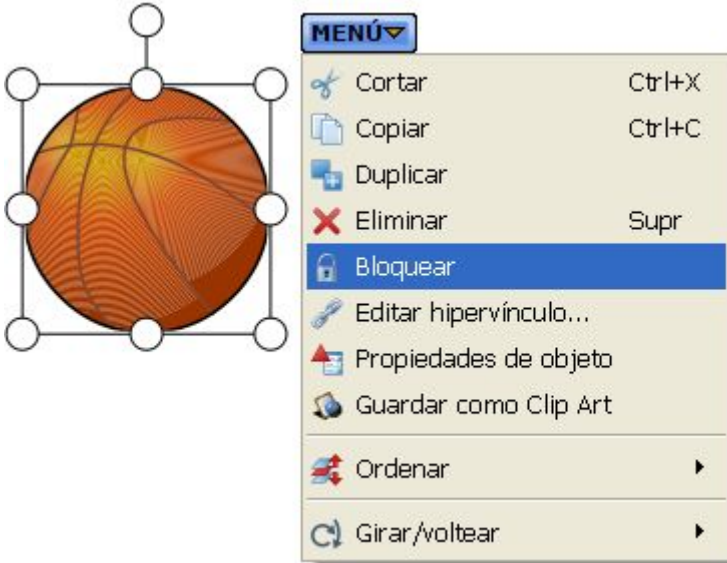 MENÚ
Cortar Ctrl+X
Copiar Ctrl+C
Duplicar
Eliminar Supr
Bloquear
Editar hipervínculo...
Propiedades de objeto
Guardar como Clip Art
Ordenar
Girar/voltear